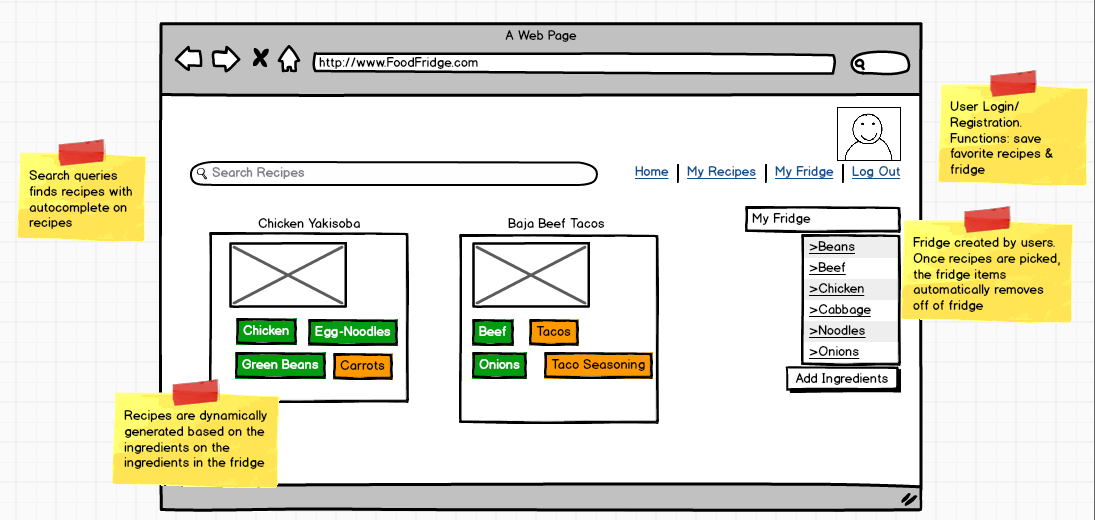 A Web Page
http://www.FoodFridge.com
User Login/
Registration.
Functions: save
favorite recipes &
fridge
Search queries
finds recipes with
autocomplete on
recipes
Search Recipes
Home | My Recipes | My Fridge | Log Out
Chicken Yakisoba
Chicken
Egg-Noodles
Green Beans
Carrots
Baja Beef Tacos
Beef
Tacos
Onions
Taco Seasoning
My Fridge
>Beans
>Beef
>Chicken
>Cabbage
>Noodles
>Onions
Add Ingredients
Fridge created by users.
Once recipes are picked,
the fridge items
automatically removes
off of fridge
Recipes are dynamically
generated based on the
ingredients on the
ingredients in the fridge